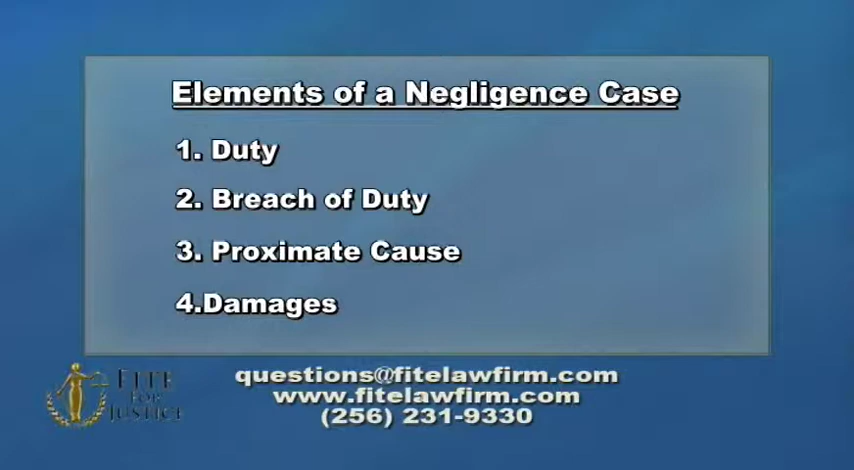 Elements of a Negligence Case
1. Duty
2. Breach of Duty
3. Proximate Cause
4.Damages
questions@fitelawfirm.com
www.fitelawfirm.com
(256) 231-9330
FITE
FOR
JUSTICE